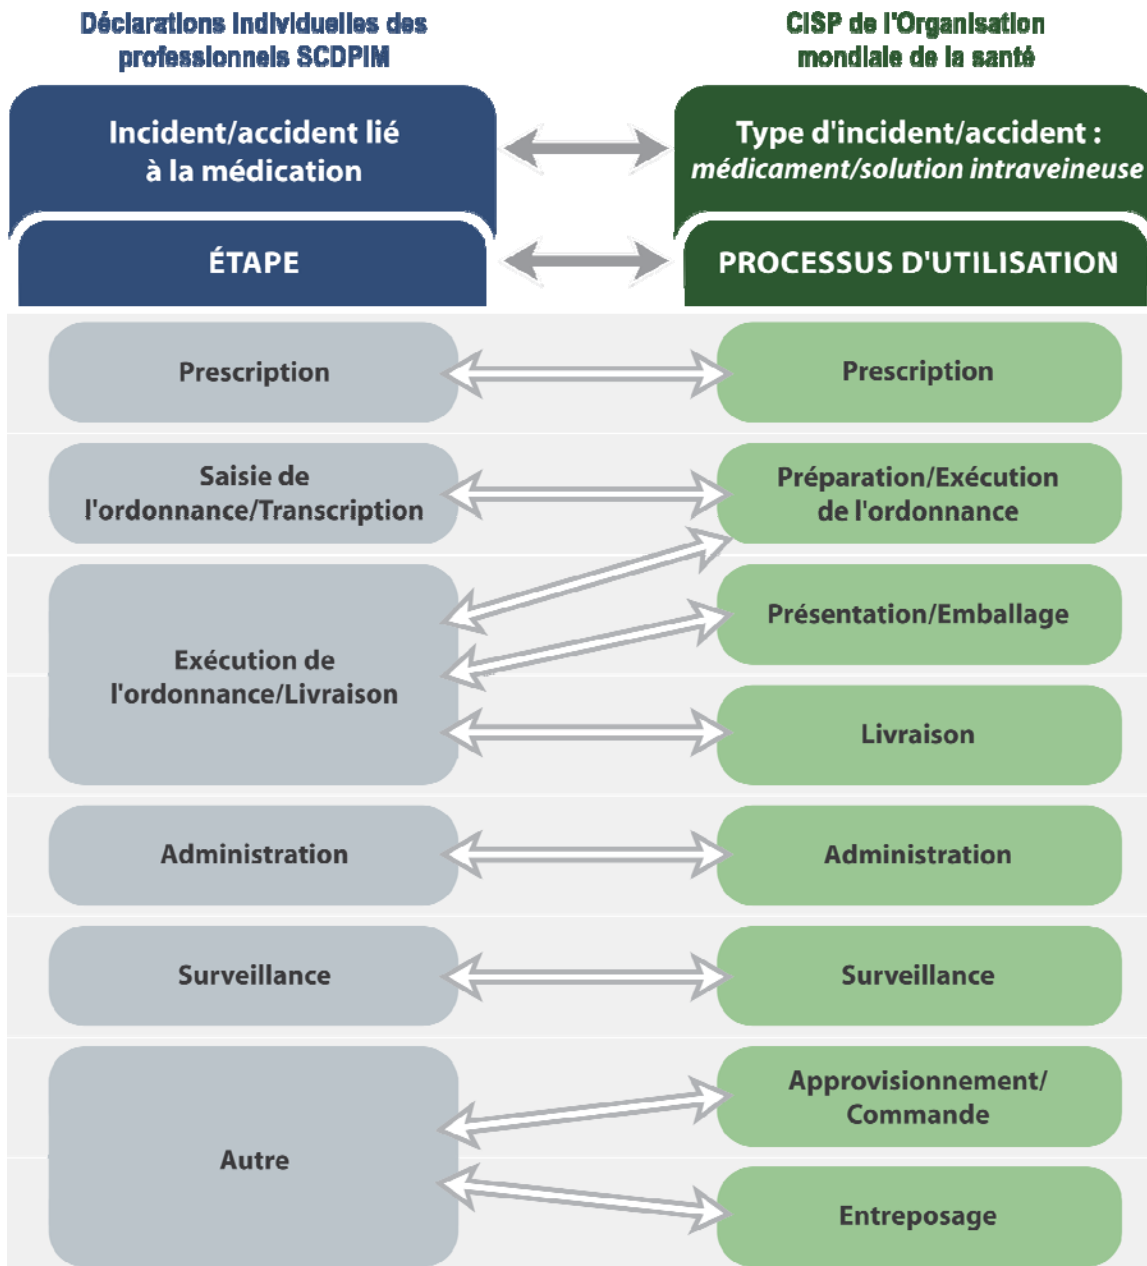 Déclarations individuelles des
professionnels SCDPIM
CISP de l'Organisation
mondiale de la santé
Incident/accident lié
à la médication
Type d'incident/accident :
médicament/solution intraveineuse
ÉTAPE
PROCESSUS D'UTILISATION
Prescription
Prescription
Saisie de
l'ordonnance/Transcription
Préparation/Exécution
de l'ordonnance
Exécution de
l'ordonnance/Livraison
Présentation/Emballage
Livraison
Administration
Administration
Surveillance
Surveillance
Autre
Approvisionnement/
Commande
Entreposage